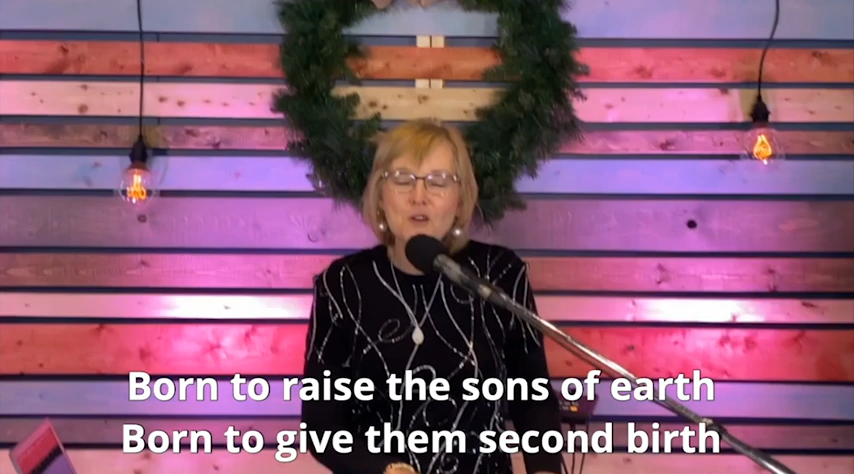 Born to raise the sons of earth
Born to give them second birth